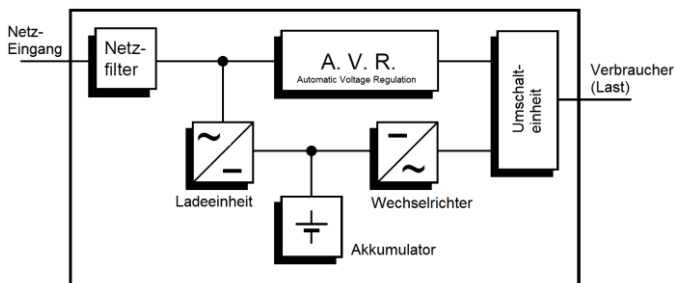 Netz-
Eingang
Netz-
filter
A. V. R.
Automatic Voltage Regulation
Umschalt-
einheit
Verbraucher
(Last)
Ladeeinheit
Wechselrichter
Akkumulator